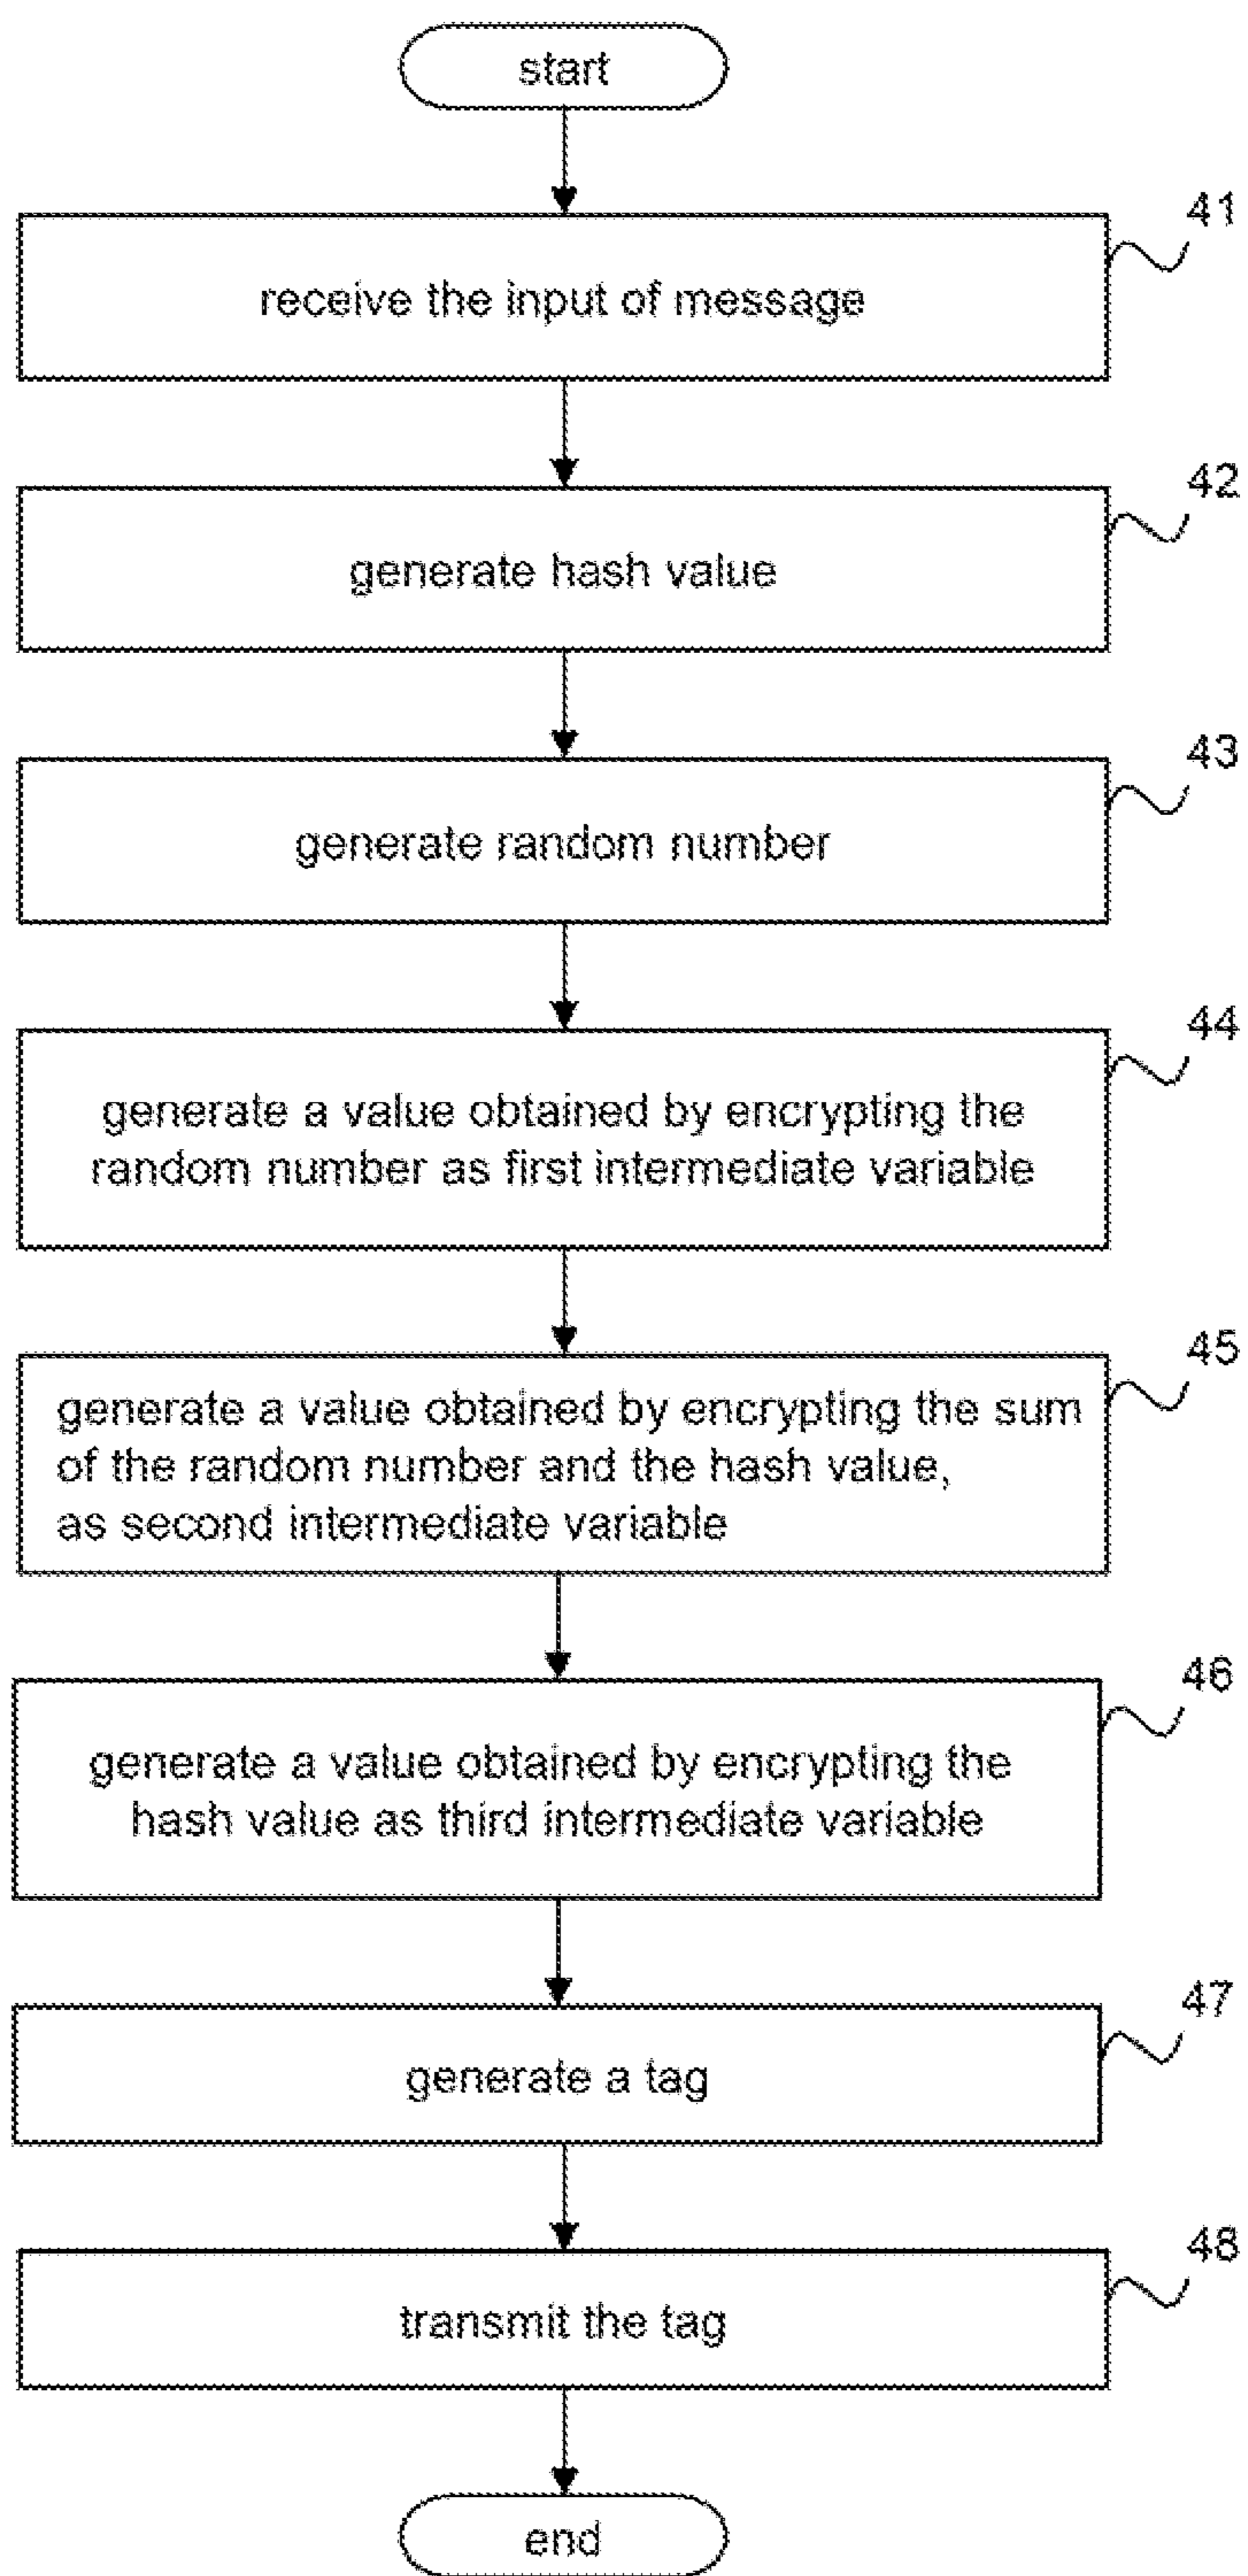 start
41
receive the input of message
42
generate hash value
43
generate random number
44
generate a value obtained by encrypting the
random number as first intermediate variable
45
generate a value obtained by encrypting the sum
of the random number and the hash value,
as second intermediate variable
46
generate a value obtained by encrypting the
hash value as third intermediate variable
47
generate a tag
48
transmit the tag
end